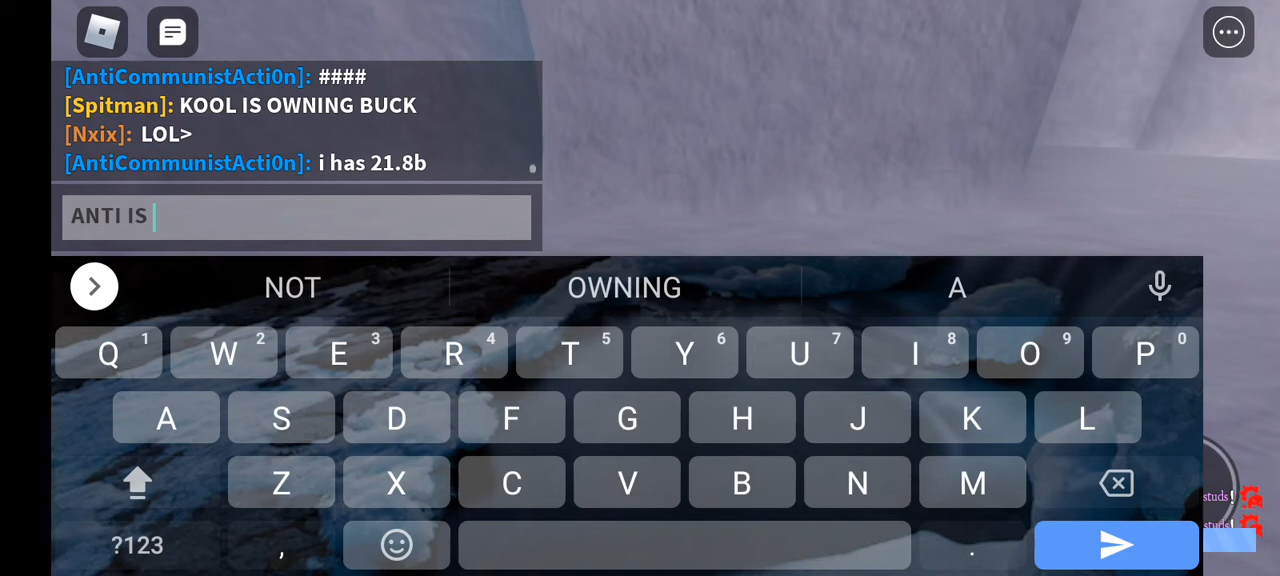 [AntiCommunistActi0n]: ####
[Spitman]: KOOL IS OWNING BUCK
[Nxix]: LOL>
[AntiCommunistActi0n]: i has 21.8b
ANTI IS
NOT OWNING A
Q 1 W 2 E 3 R 4 T 5 Y 6 U 7 I 8 O 9 P 0
A S D F G H J K L
Z X C V B N M
studs!
studs!
?123 , .